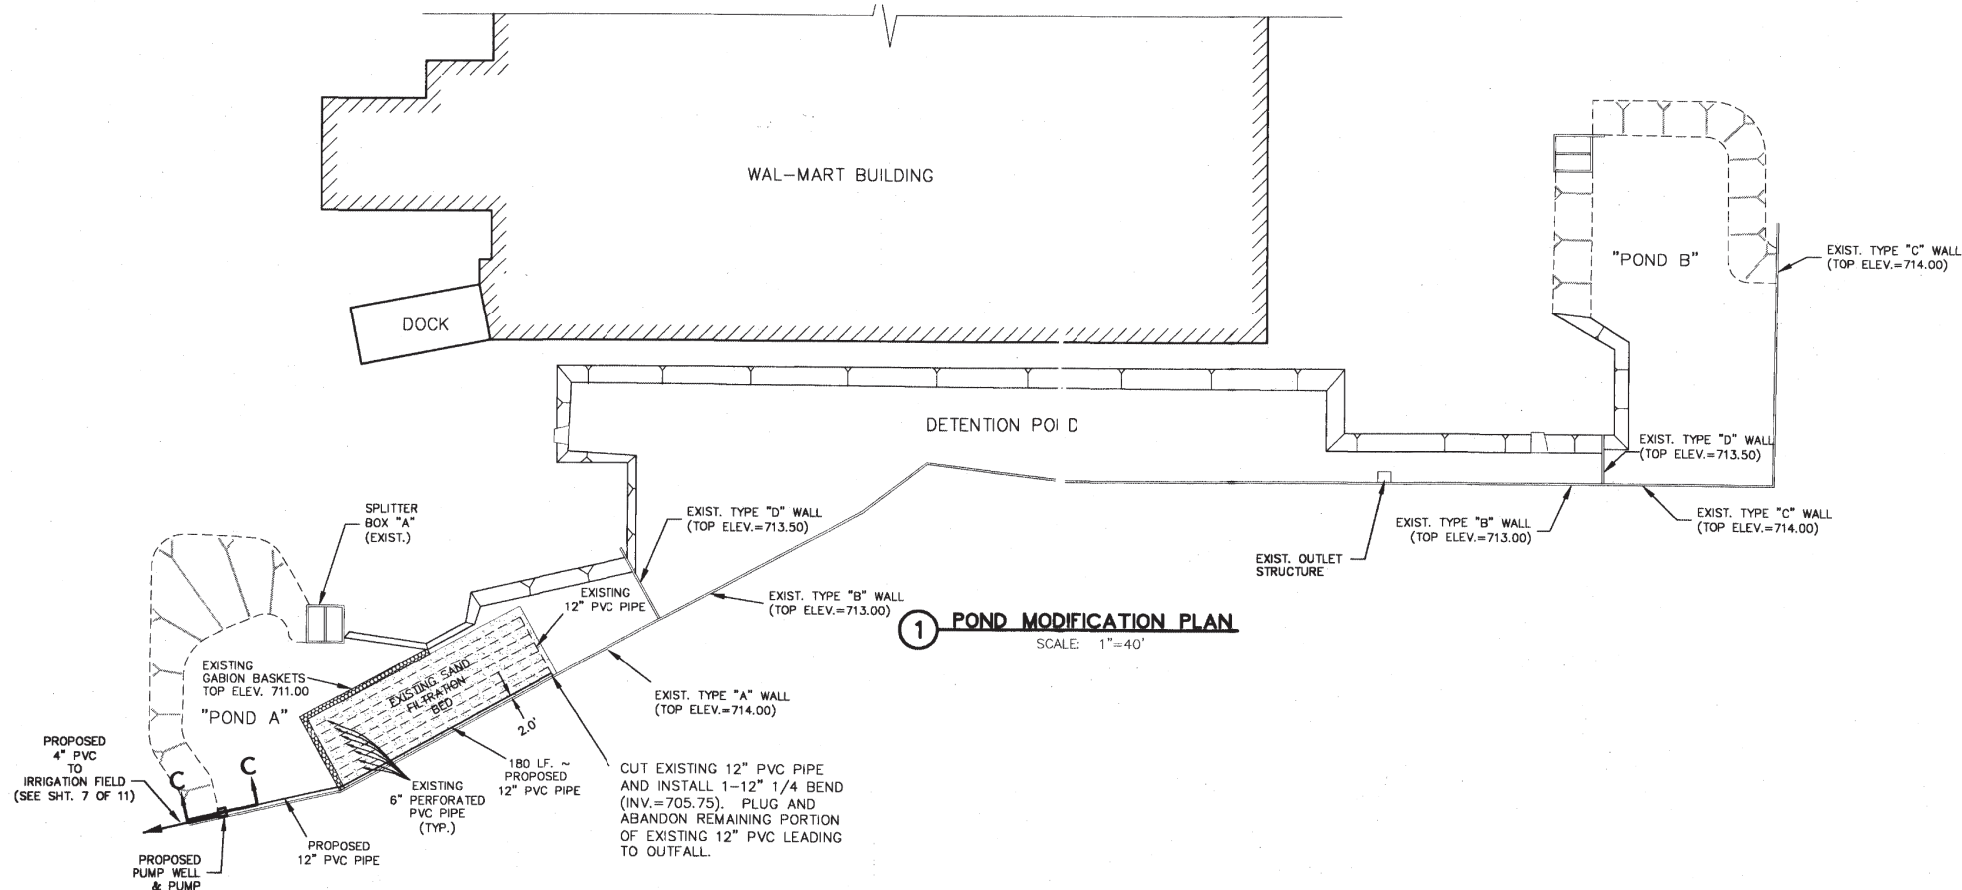 WAL-MART BUILDING
DOCK
"POND B"
EXIST. TYPE "C" WALL
(TOP ELEV.=714.00)
DETENTION PO
EXIST. TYPE "D" WALL
(TOP ELEV.=713.50)
EXIST. TYPE "C" WALL
(TOP ELEV.=714.00)
EXIST. TYPE "B" WALL
(TOP ELEV.=713.00)
EXIST. OUTLET
STRUCTURE
SPLITTER
BOX "A"
(EXIST.)
EXIST. TYPE "D" WALL
(TOP ELEV.=713.50)
EXISTING
12" PVC PIPE
EXIST. TYPE "B" WALL
(TOP ELEV.=713.00)
1 POND MODIFICATION PLAN
SCALE: 1"=40'
EXISTING
GABION BASKETS
TOP ELEV. 711.00
"POND A"
EXISTING SAND
FILTRATION
BED
EXIST. TYPE "A" WALL
(TOP ELEV.=714.00)
2.0'
PROPOSED
4" PVC
TO
IRRIGATION FIELD
(SEE SHT. 7 OF 11)
C
C
180 LF. ~
PROPOSED
12" PVC PIPE
EXISTING
6" PERFORATED
PVC PIPE
(TYP.)
CUT EXISTING 12" PVC PIPE
AND INSTALL 1-12" 1/4 BEND
(INV.=705.75). PLUG AND
ABANDON REMAINING PORTION
OF EXISTING 12" PVC LEADING
TO OUTFALL.
PROPOSED
12" PVC PIPE
PROPOSED
PUMP WELL
& PUMP